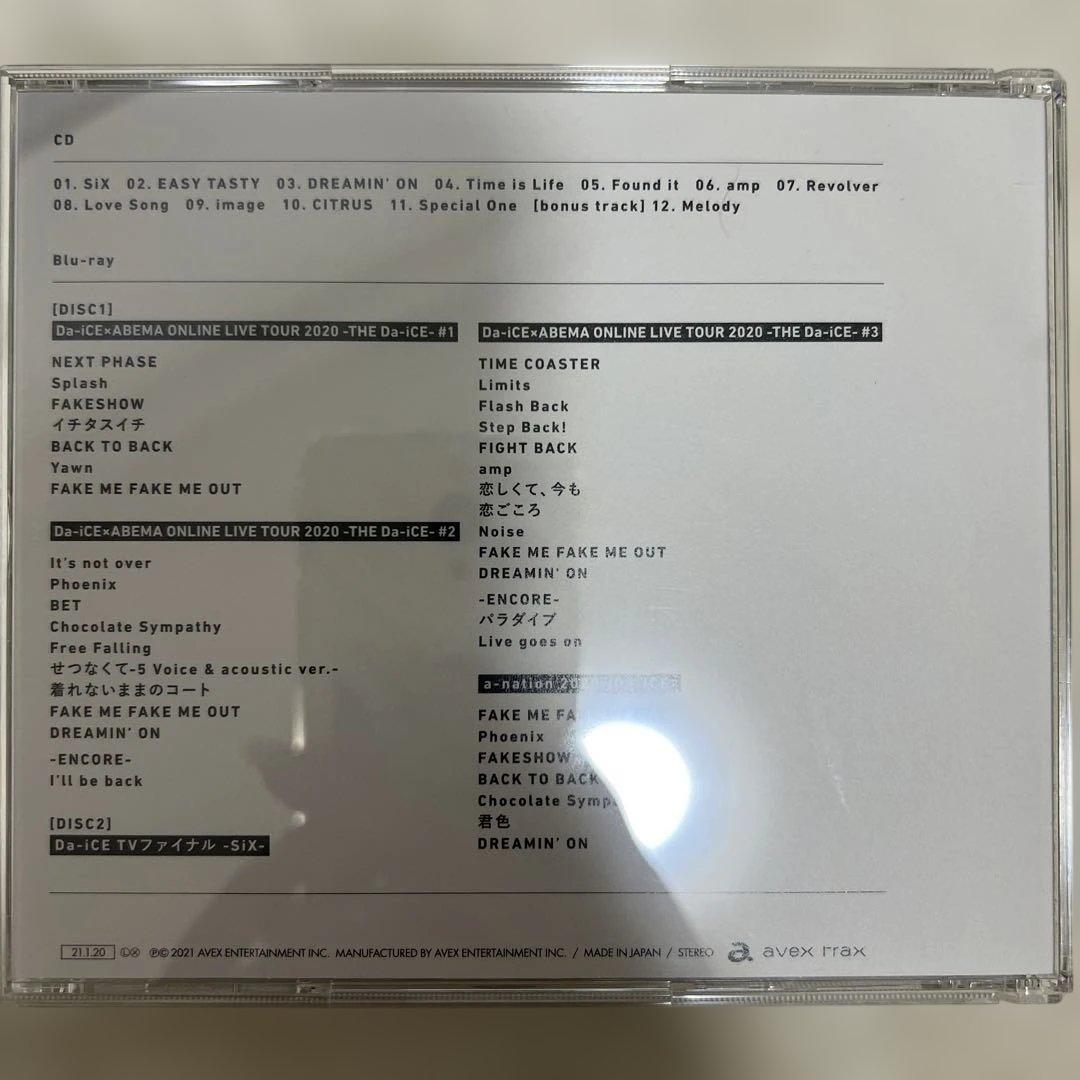 CD
01. SiX 02. EASY TASTY 03. DREAMIN' ON 04. Time is Life 05. Found it 06. amp 07. Revolver
08. Love Song 09. image 10. CITRUS 11. Special One [bonus track] 12. Melody
Blu-ray
[DISC1]
Da-iCE×ABEMA ONLINE LIVE TOUR 2020 -THE Da-iCE- #1
NEXT PHASE
Splash
FAKESHOW
イチタスイチ
BACK TO BACK
Yawn
FAKE ME FAKE ME OUT
Da-iCE×ABEMA ONLINE LIVE TOUR 2020 -THE Da-iCE- #2
It's not over
Phoenix
BET
Chocolate Sympathy
Free Falling
せつなくて-5 Voice & acoustic ver.-
着れないままのコート
FAKE ME FAKE ME OUT
DREAMIN' ON
-ENCORE-
I'll be back
[DISC2]
Da-iCE TVファイナル -SiX-
Da-iCE×ABEMA ONLINE LIVE TOUR 2020 -THE Da-iCE- #3
TIME COASTER
Limits
Flash Back
Step Back!
FIGHT BACK
amp
恋しくて、今も
恋ごころ
Noise
FAKE ME FAKE ME OUT
DREAMIN' ON
-ENCORE-
パラダイブ
Live goes on
a-nation
FAKE ME
Phoenix
FAKESHOW
BACK TO BACK
Chocolate
君色
DREAMIN' ON
21.1.20 Ⓛ Ⓧ ℗© 2021 AVEX ENTERTAINMENT INC. MANUFACTURED BY AVEX ENTERTAINMENT INC. / MADE IN JAPAN / STEREO a avex trax